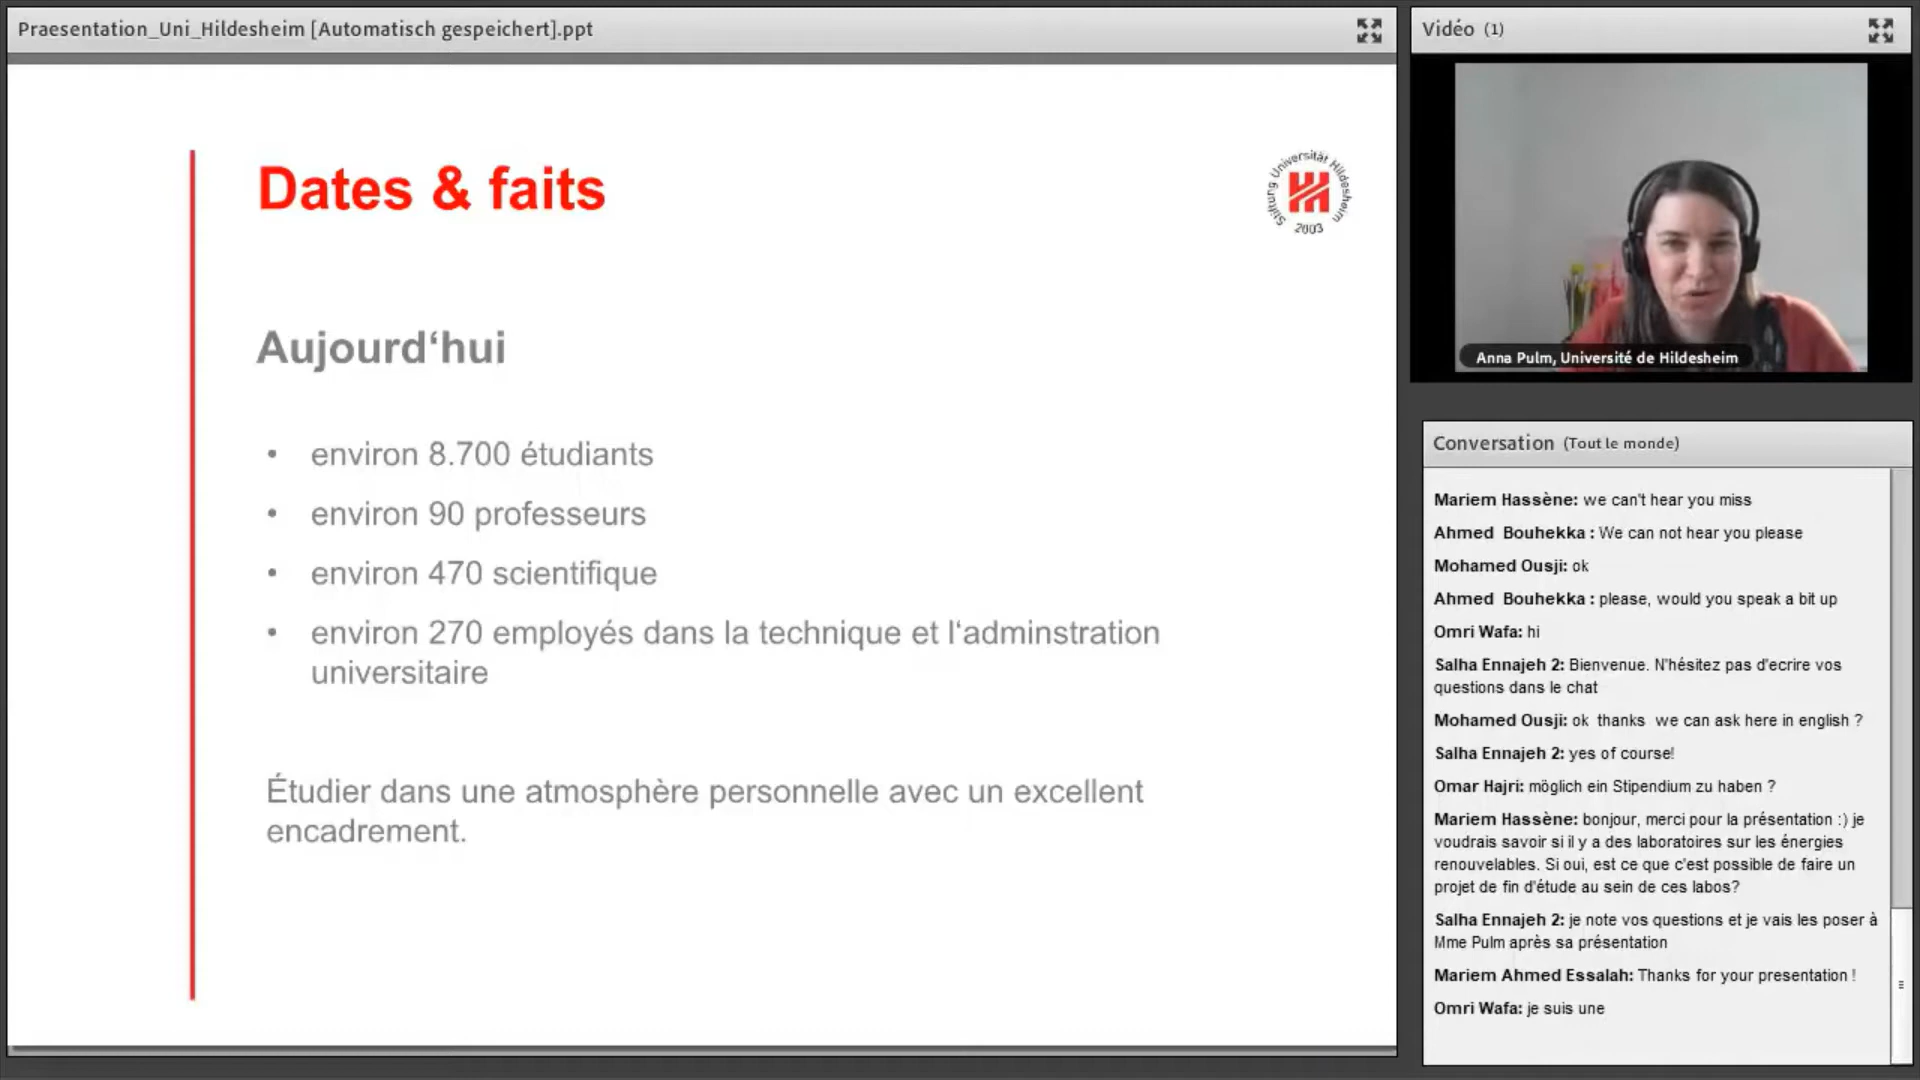 Praesentation_Uni_Hildesheim [Automatisch gespeichert].ppt
Dates & faits
Stiftung Universität Hildesheim
2003
Aujourd‘hui
• environ 8.700 étudiants
• environ 90 professeurs
• environ 470 scientifique
• environ 270 employés dans la technique et l‘adminstration
universitaire
Étudier dans une atmosphère personnelle avec un excellent
encadrement.
Vidéo (1)
Anna Pulm, Université de Hildesheim
Conversation (Tout le monde)
Mariem Hassène: we can't hear you miss
Ahmed Bouhekka : We can not hear you please
Mohamed Ousji: ok
Ahmed Bouhekka : please, would you speak a bit up
Omri Wafa: hi
Salha Ennajeh 2: Bienvenue. N'hésitez pas d'ecrire vos
questions dans le chat
Mohamed Ousji: ok thanks we can ask here in english ?
Salha Ennajeh 2: yes of course!
Omar Hajri: möglich ein Stipendium zu haben ?
Mariem Hassène: bonjour, merci pour la présentation :) je
voudrais savoir si il y a des laboratoires sur les énergies
renouvelables. Si oui, est ce que c'est possible de faire un
projet de fin d'étude au sein de ces labos?
Salha Ennajeh 2: je note vos questions et je vais les poser à
Mme Pulm après sa présentation
Mariem Ahmed Essalah: Thanks for your presentation !
Omri Wafa: je suis une